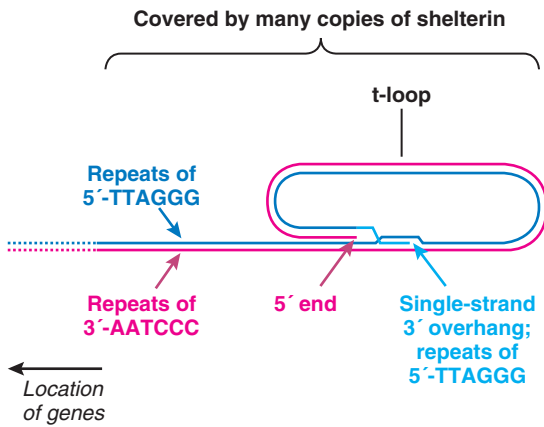 Covered by many copies of shelterin
t-loop
Repeats of
5´-TTAGGG
Repeats of
3´-AATCCC
5´ end
Single-strand
3´ overhang;
repeats of
5´-TTAGGG
Location
of genes